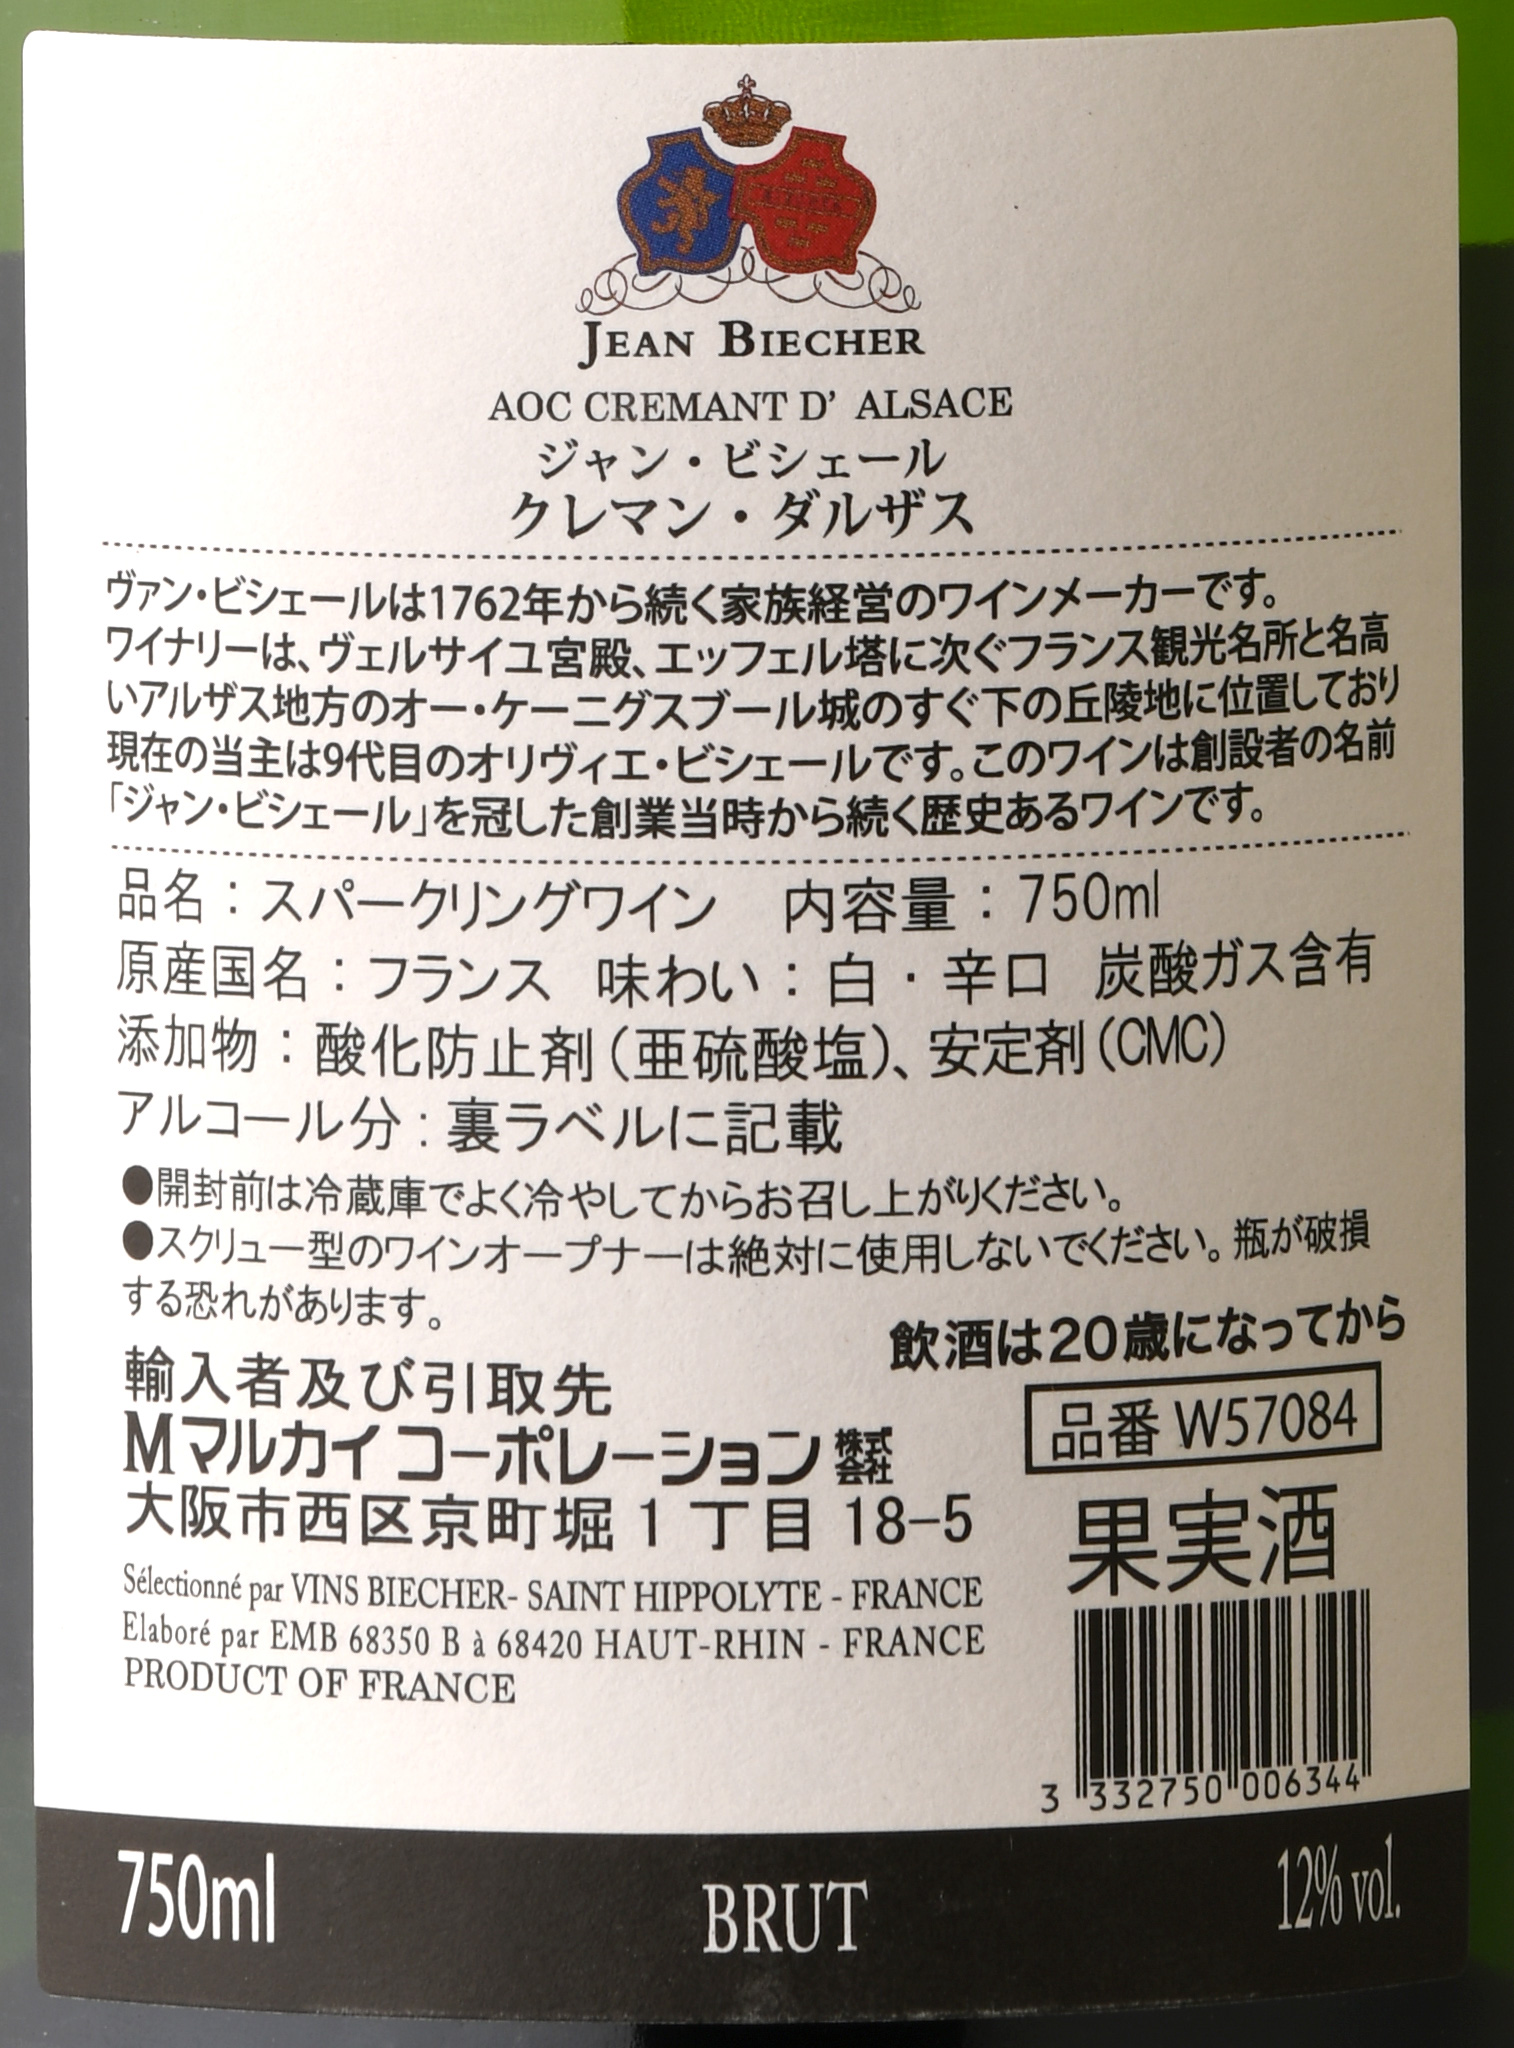 JEAN BIECHER
AOC CREMANT D' ALSACE
ジャン・ビシェール
クレマン・ダルザス
ヴァン・ビシェールは1762年から続く家族経営のワインメーカーです。
ワイナリーは、ヴェルサイユ宮殿、エッフェル塔に次ぐフランス観光名所と名高
いアルザス地方のオー・ケーニグスブール城のすぐ下の丘陵地に位置しており
現在の当主は9代目のオリヴィエ・ビシェールです。このワインは創設者の名前
「ジャン・ビシェール」を冠した創業当時から続く歴史あるワインです。
品名：スパークリングワイン　内容量：750ml
原産国名：フランス　味わい：白・辛口　炭酸ガス含有
添加物：酸化防止剤（亜硫酸塩）、安定剤（CMC）
アルコール分：裏ラベルに記載
●開封前は冷蔵庫でよく冷やしてからお召し上がりください。
●スクリュー型のワインオープナーは絶対に使用しないでください。瓶が破損
する恐れがあります。
飲酒は20歳になってから
輸入者及び引取先
Mマルカイコーポレーション株式会社
大阪市西区京町堀1丁目18-5
品番 W57084
果実酒
Sélectionné par VINS BIECHER- SAINT HIPPOLYTE - FRANCE
Elaboré par EMB 68350 B à 68420 HAUT-RHIN - FRANCE
PRODUCT OF FRANCE
3 332750 006344
750ml BRUT 12% vol.